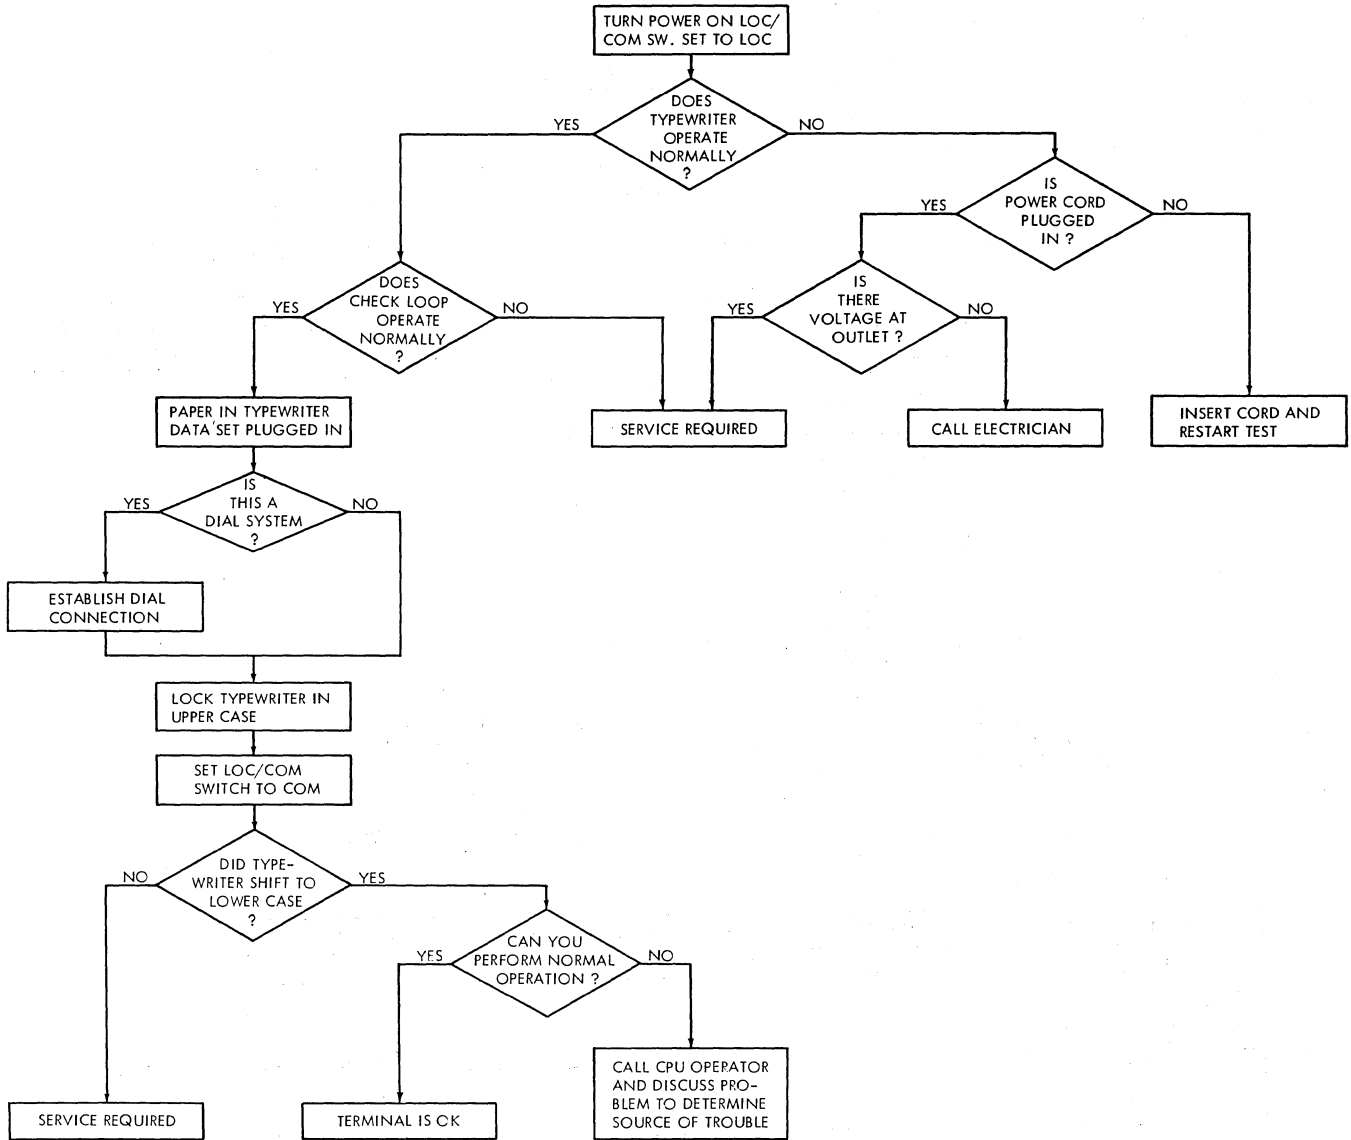 TURN POWER ON LOC/
COM SW. SET TO LOC
DOES
TYPEWRITER
OPERATE
NORMALLY
?
YES
NO
IS
POWER CORD
PLUGGED
IN ?
YES
NO
DOES
CHECK LOOP
OPERATE
NORMALLY
?
YES
NO
IS
THERE
VOLTAGE AT
OUTLET ?
YES
NO
PAPER IN TYPEWRITER
DATA SET PLUGGED IN
SERVICE REQUIRED
CALL ELECTRICIAN
INSERT CORD AND
RESTART TEST
IS
THIS A
DIAL SYSTEM
?
YES
NO
ESTABLISH DIAL
CONNECTION
LOCK TYPEWRITER IN
UPPER CASE
SET LOC/COM
SWITCH TO COM
DID TYPE-
WRITER SHIFT TO
LOWER CASE
?
NO
YES
CAN YOU
PERFORM NORMAL
OPERATION ?
YES
NO
SERVICE REQUIRED
TERMINAL IS OK
CALL CPU OPERATOR
AND DISCUSS PRO-
BLEM TO DETERMINE
SOURCE OF TROUBLE